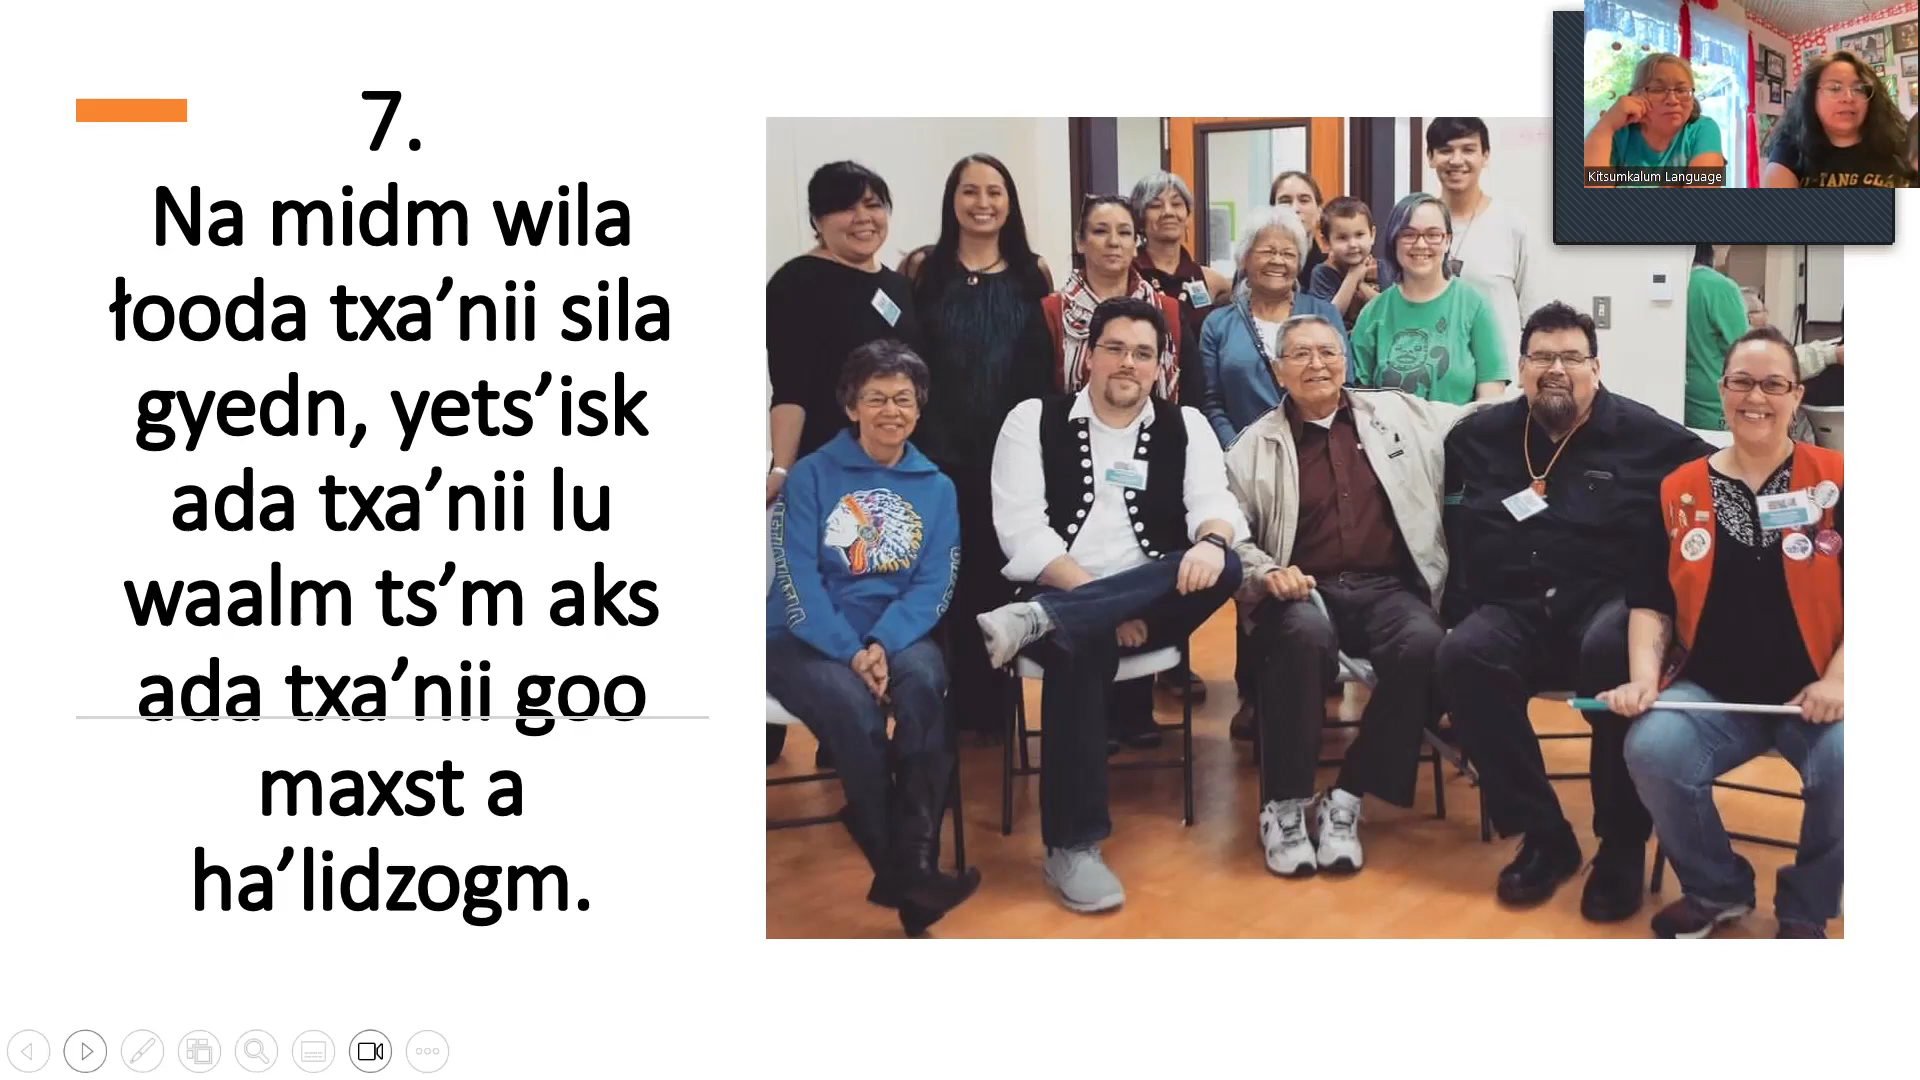 7.
Na midm wila
łooda txa’nii sila
gyedn, yets’isk
ada txa’nii lu
waalm ts’m aks
ada txa’nii goo
maxst a
ha’lidzogm.
Kitsumkalum Language